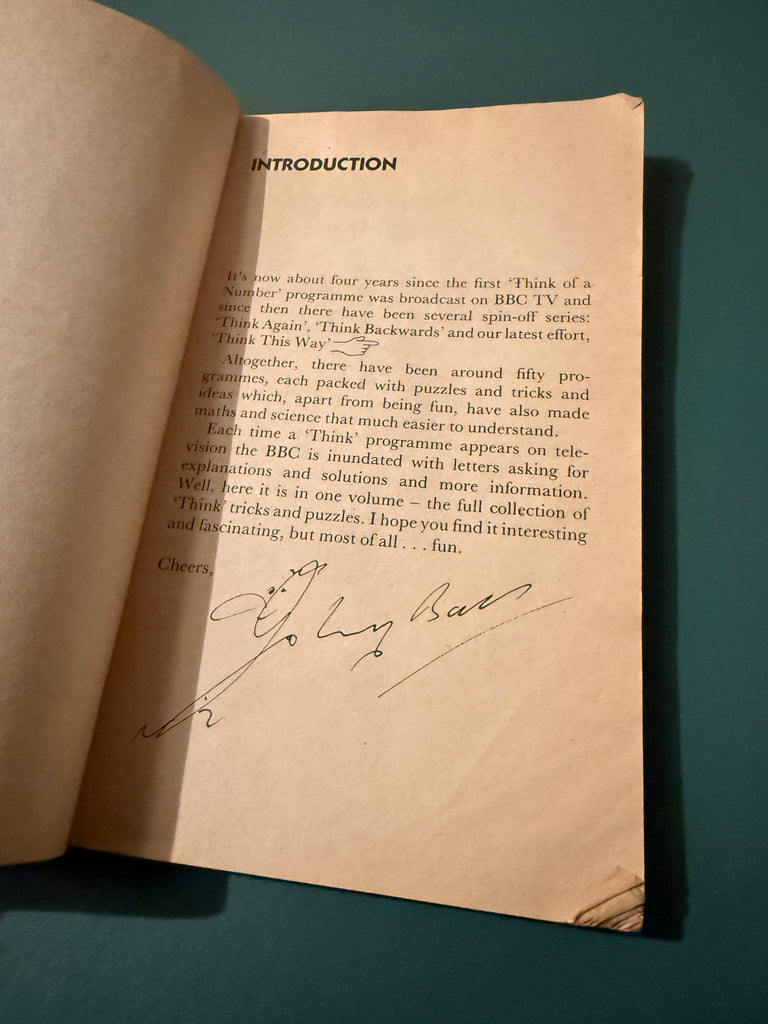 INTRODUCTION
It's now about four years since the first 'Think of a
Number' programme was broadcast on BBC TV and
since then there have been several spin-off series:
'Think Again', 'Think Backwards' and our latest effort,
'Think This Way'
Altogether, there have been around fifty pro-
grammes, each packed with puzzles and tricks and
ideas which, apart from being fun, have also made
maths and science that much easier to understand.
Each time a 'Think' programme appears on tele-
vision the BBC is inundated with letters asking for
explanations and solutions and more information.
Well, here it is in one volume – the full collection of
'Think' tricks and puzzles. I hope you find it interesting
and fascinating, but most of all . . . fun.
Cheers,
Johnny Ball